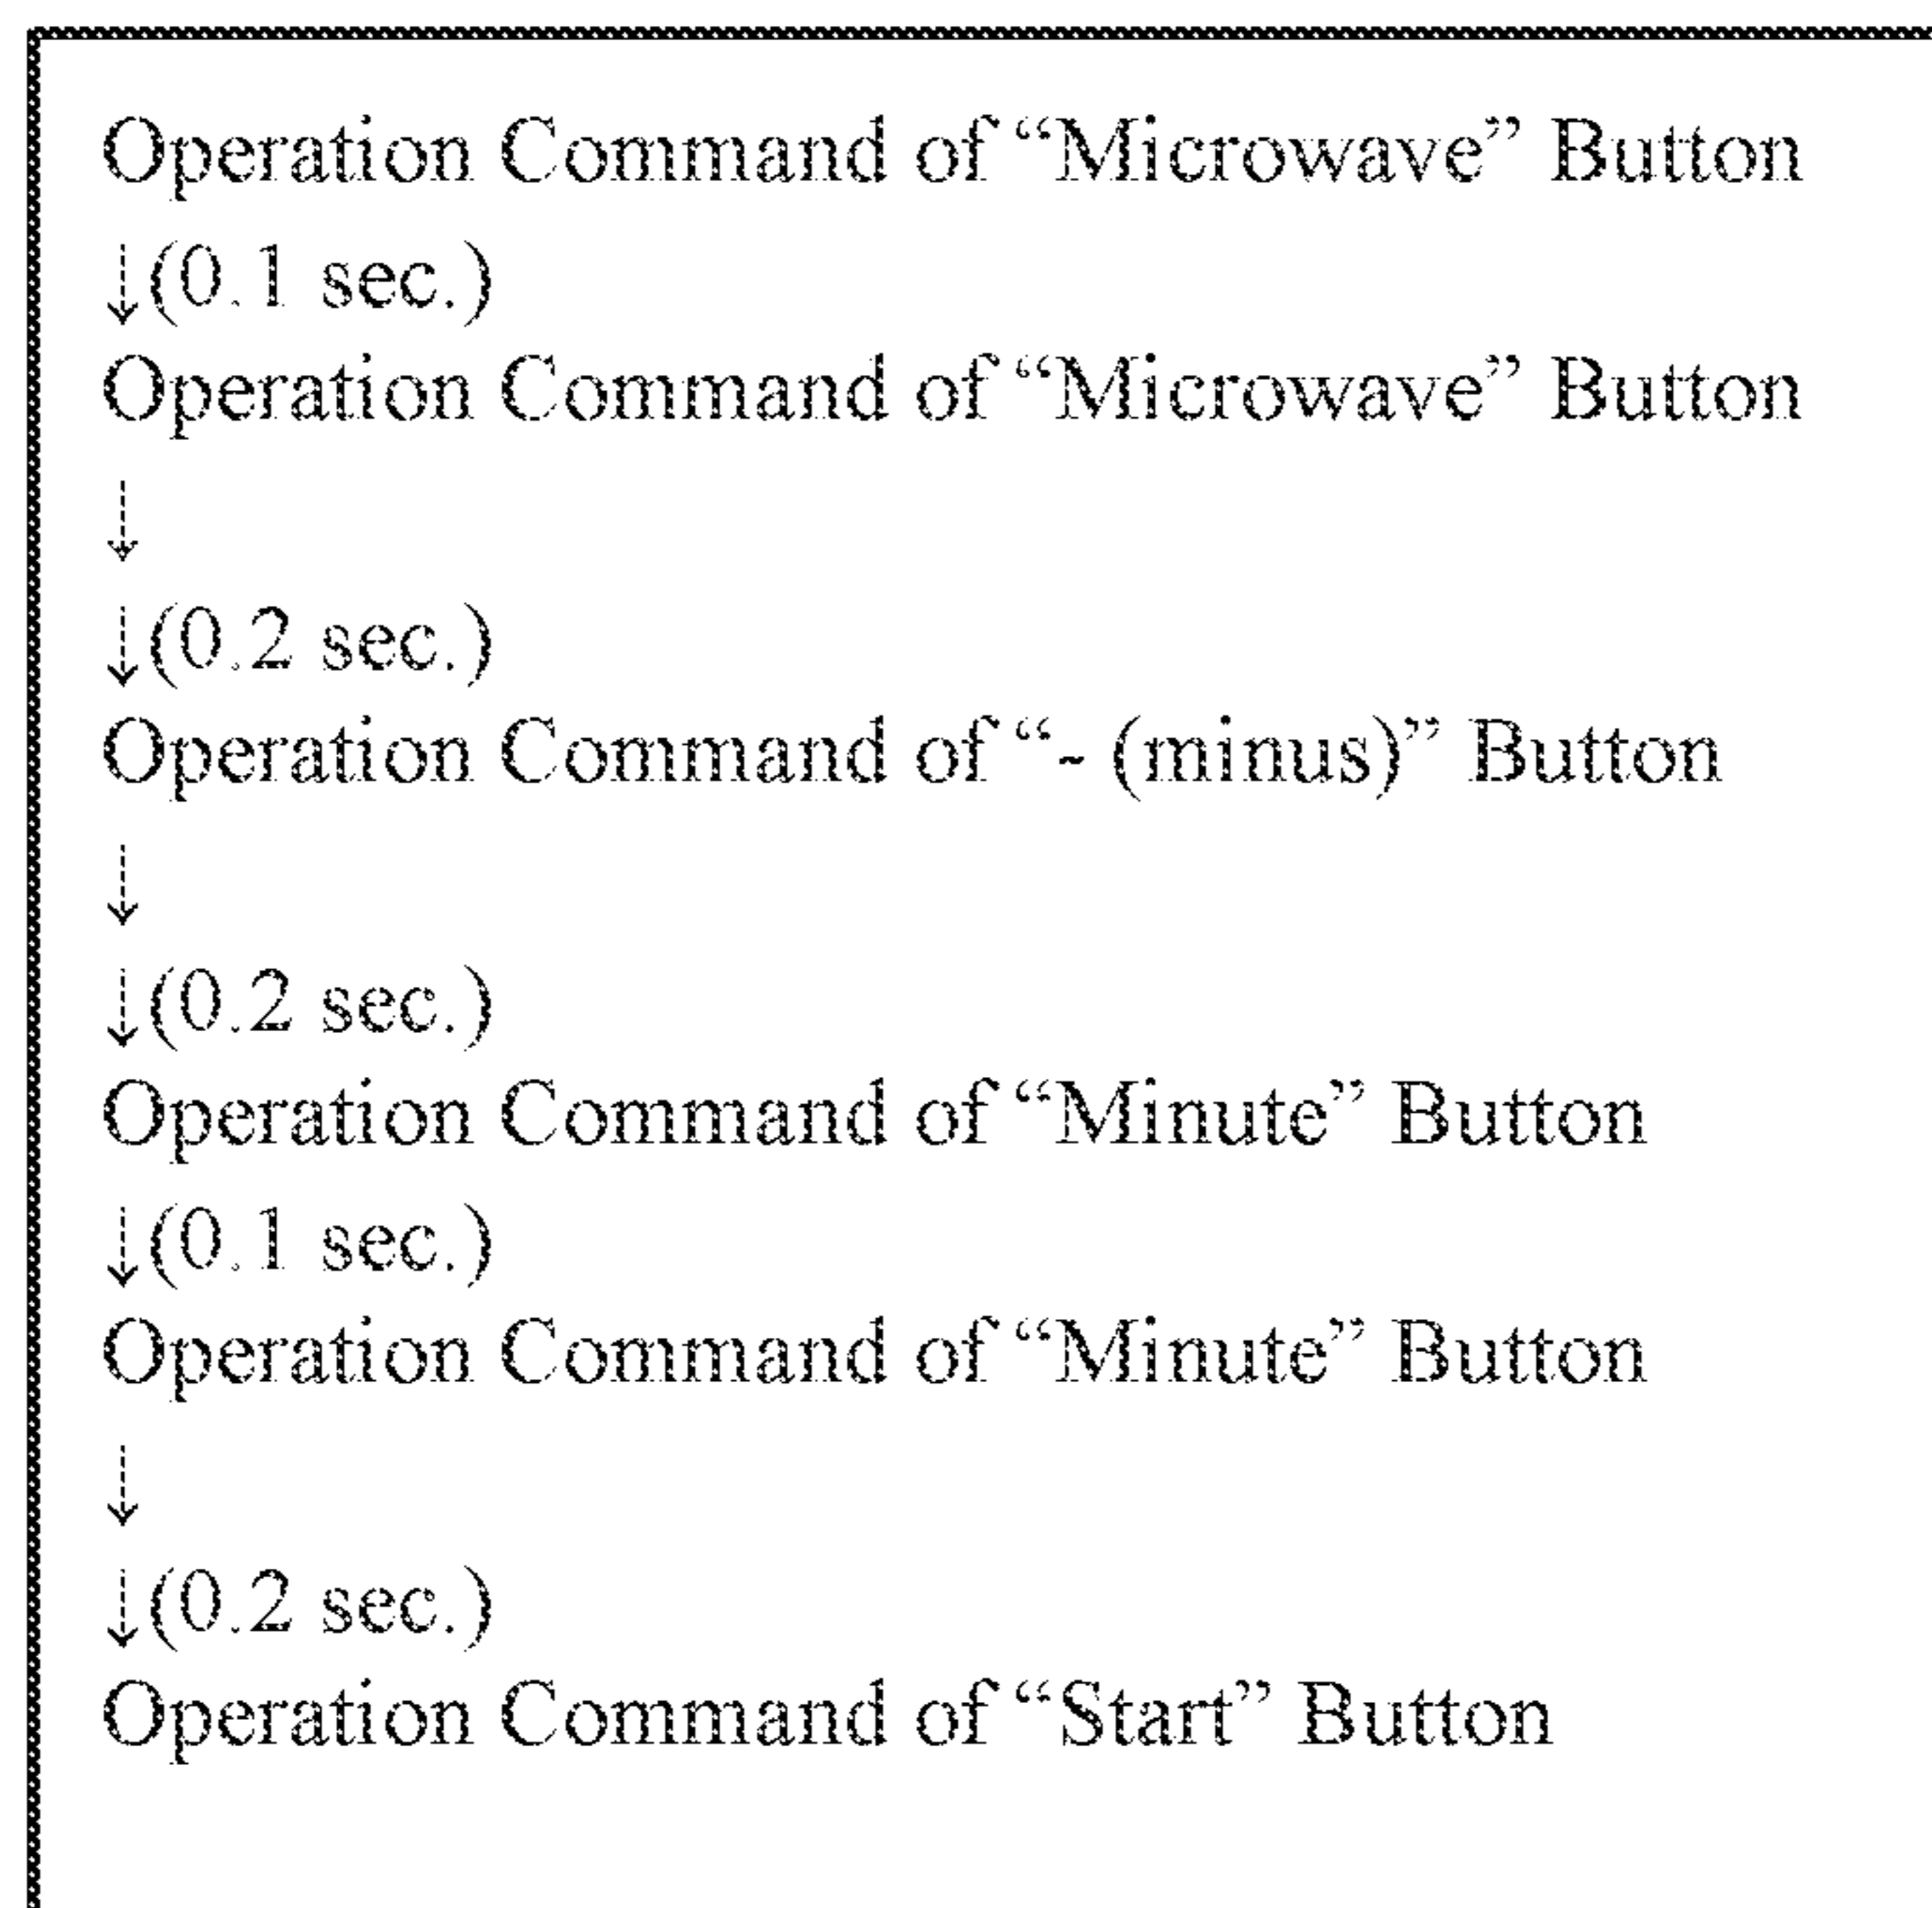 Operation Command of “Microwave” Button
↓(0.1 sec.)
Operation Command of “Microwave” Button
↓
↓(0.2 sec.)
Operation Command of “- (minus)” Button
↓
↓(0.2 sec.)
Operation Command of “Minute” Button
↓(0.1 sec.)
Operation Command of “Minute” Button
↓
↓(0.2 sec.)
Operation Command of “Start” Button